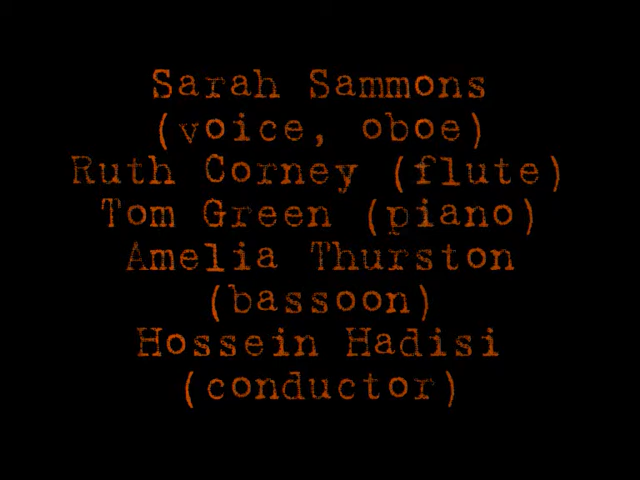 Sarah Sammons
(voice, oboe)
Ruth Corney (flute)
Tom Green (piano)
Amelia Thurston
(bassoon)
Hossein Hadisi
(conductor)